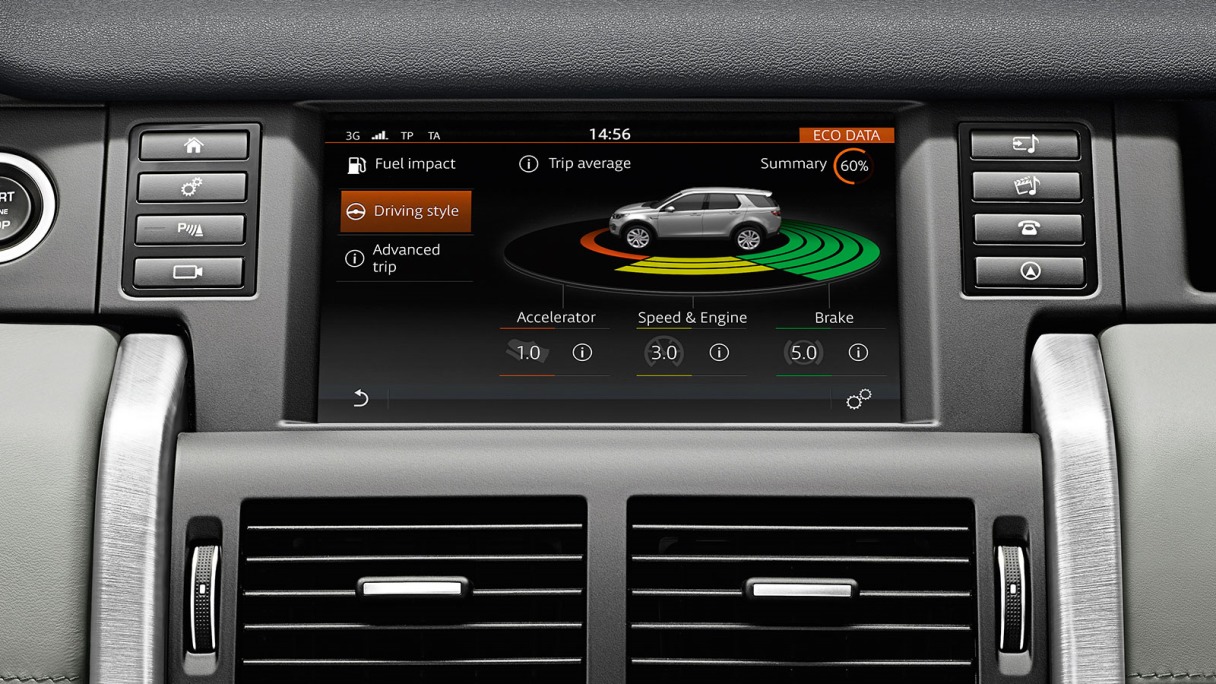 3G TP TA 14:56 ECO DATA
Fuel impact
Trip average
Summary 60%
Driving style
Advanced
trip
Accelerator Speed & Engine Brake
1.0 3.0 5.0
P